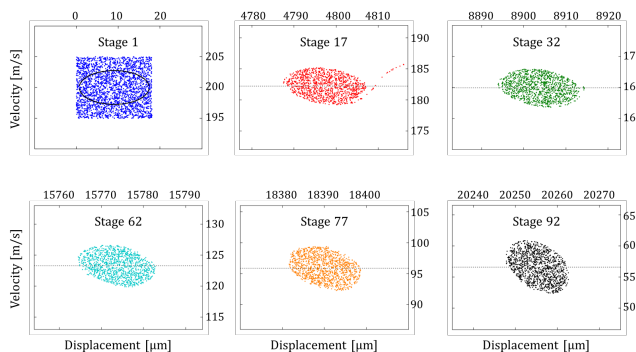 0 10 20 30
4780 4790 4800 4810
8890 8900 8910 8920
Stage 1
Stage 17
Stage 32
Velocity [m/s]
205
200
195
190
185
180
175
17
16
16
15760 15770 15780 15790
18380 18390 18400
20240 20250 20260 20270
Stage 62
Stage 77
Stage 92
Velocity [m/s]
130
125
120
115
105
100
95
90
65
60
55
50
Displacement [μm]
Displacement [μm]
Displacement [μm]